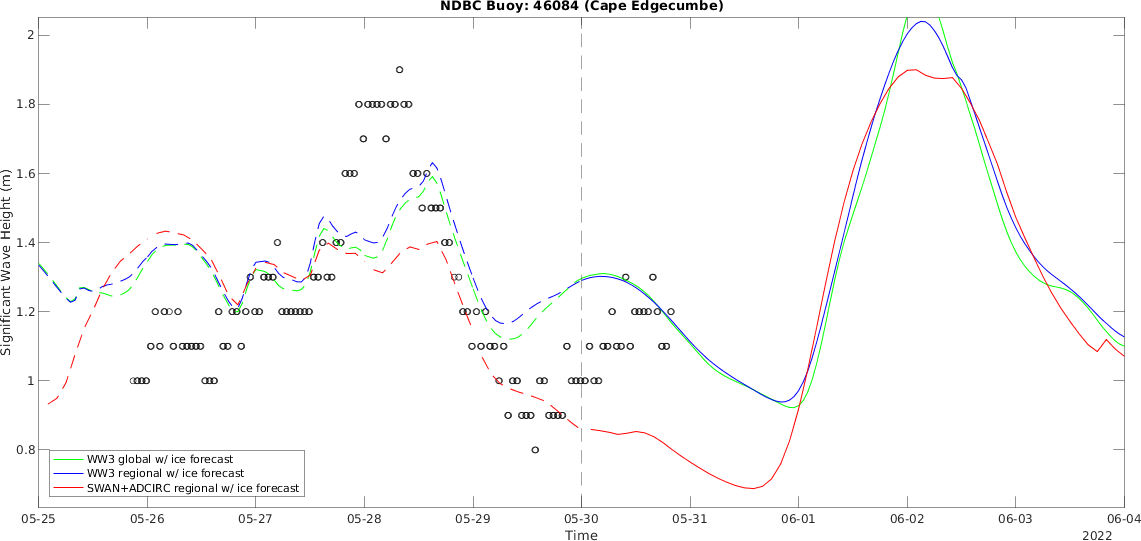 NDBC Buoy: 46084 (Cape Edgecumbe)
2
1.8
1.6
1.4
1.2
1
0.8
Significant Wave Height (m)
WW3 global w/ ice forecast
WW3 regional w/ ice forecast
SWAN+ADCIRC regional w/ ice forecast
05-25 05-26 05-27 05-28 05-29 05-30 05-31 06-01 06-02 06-03 06-04
Time
2022